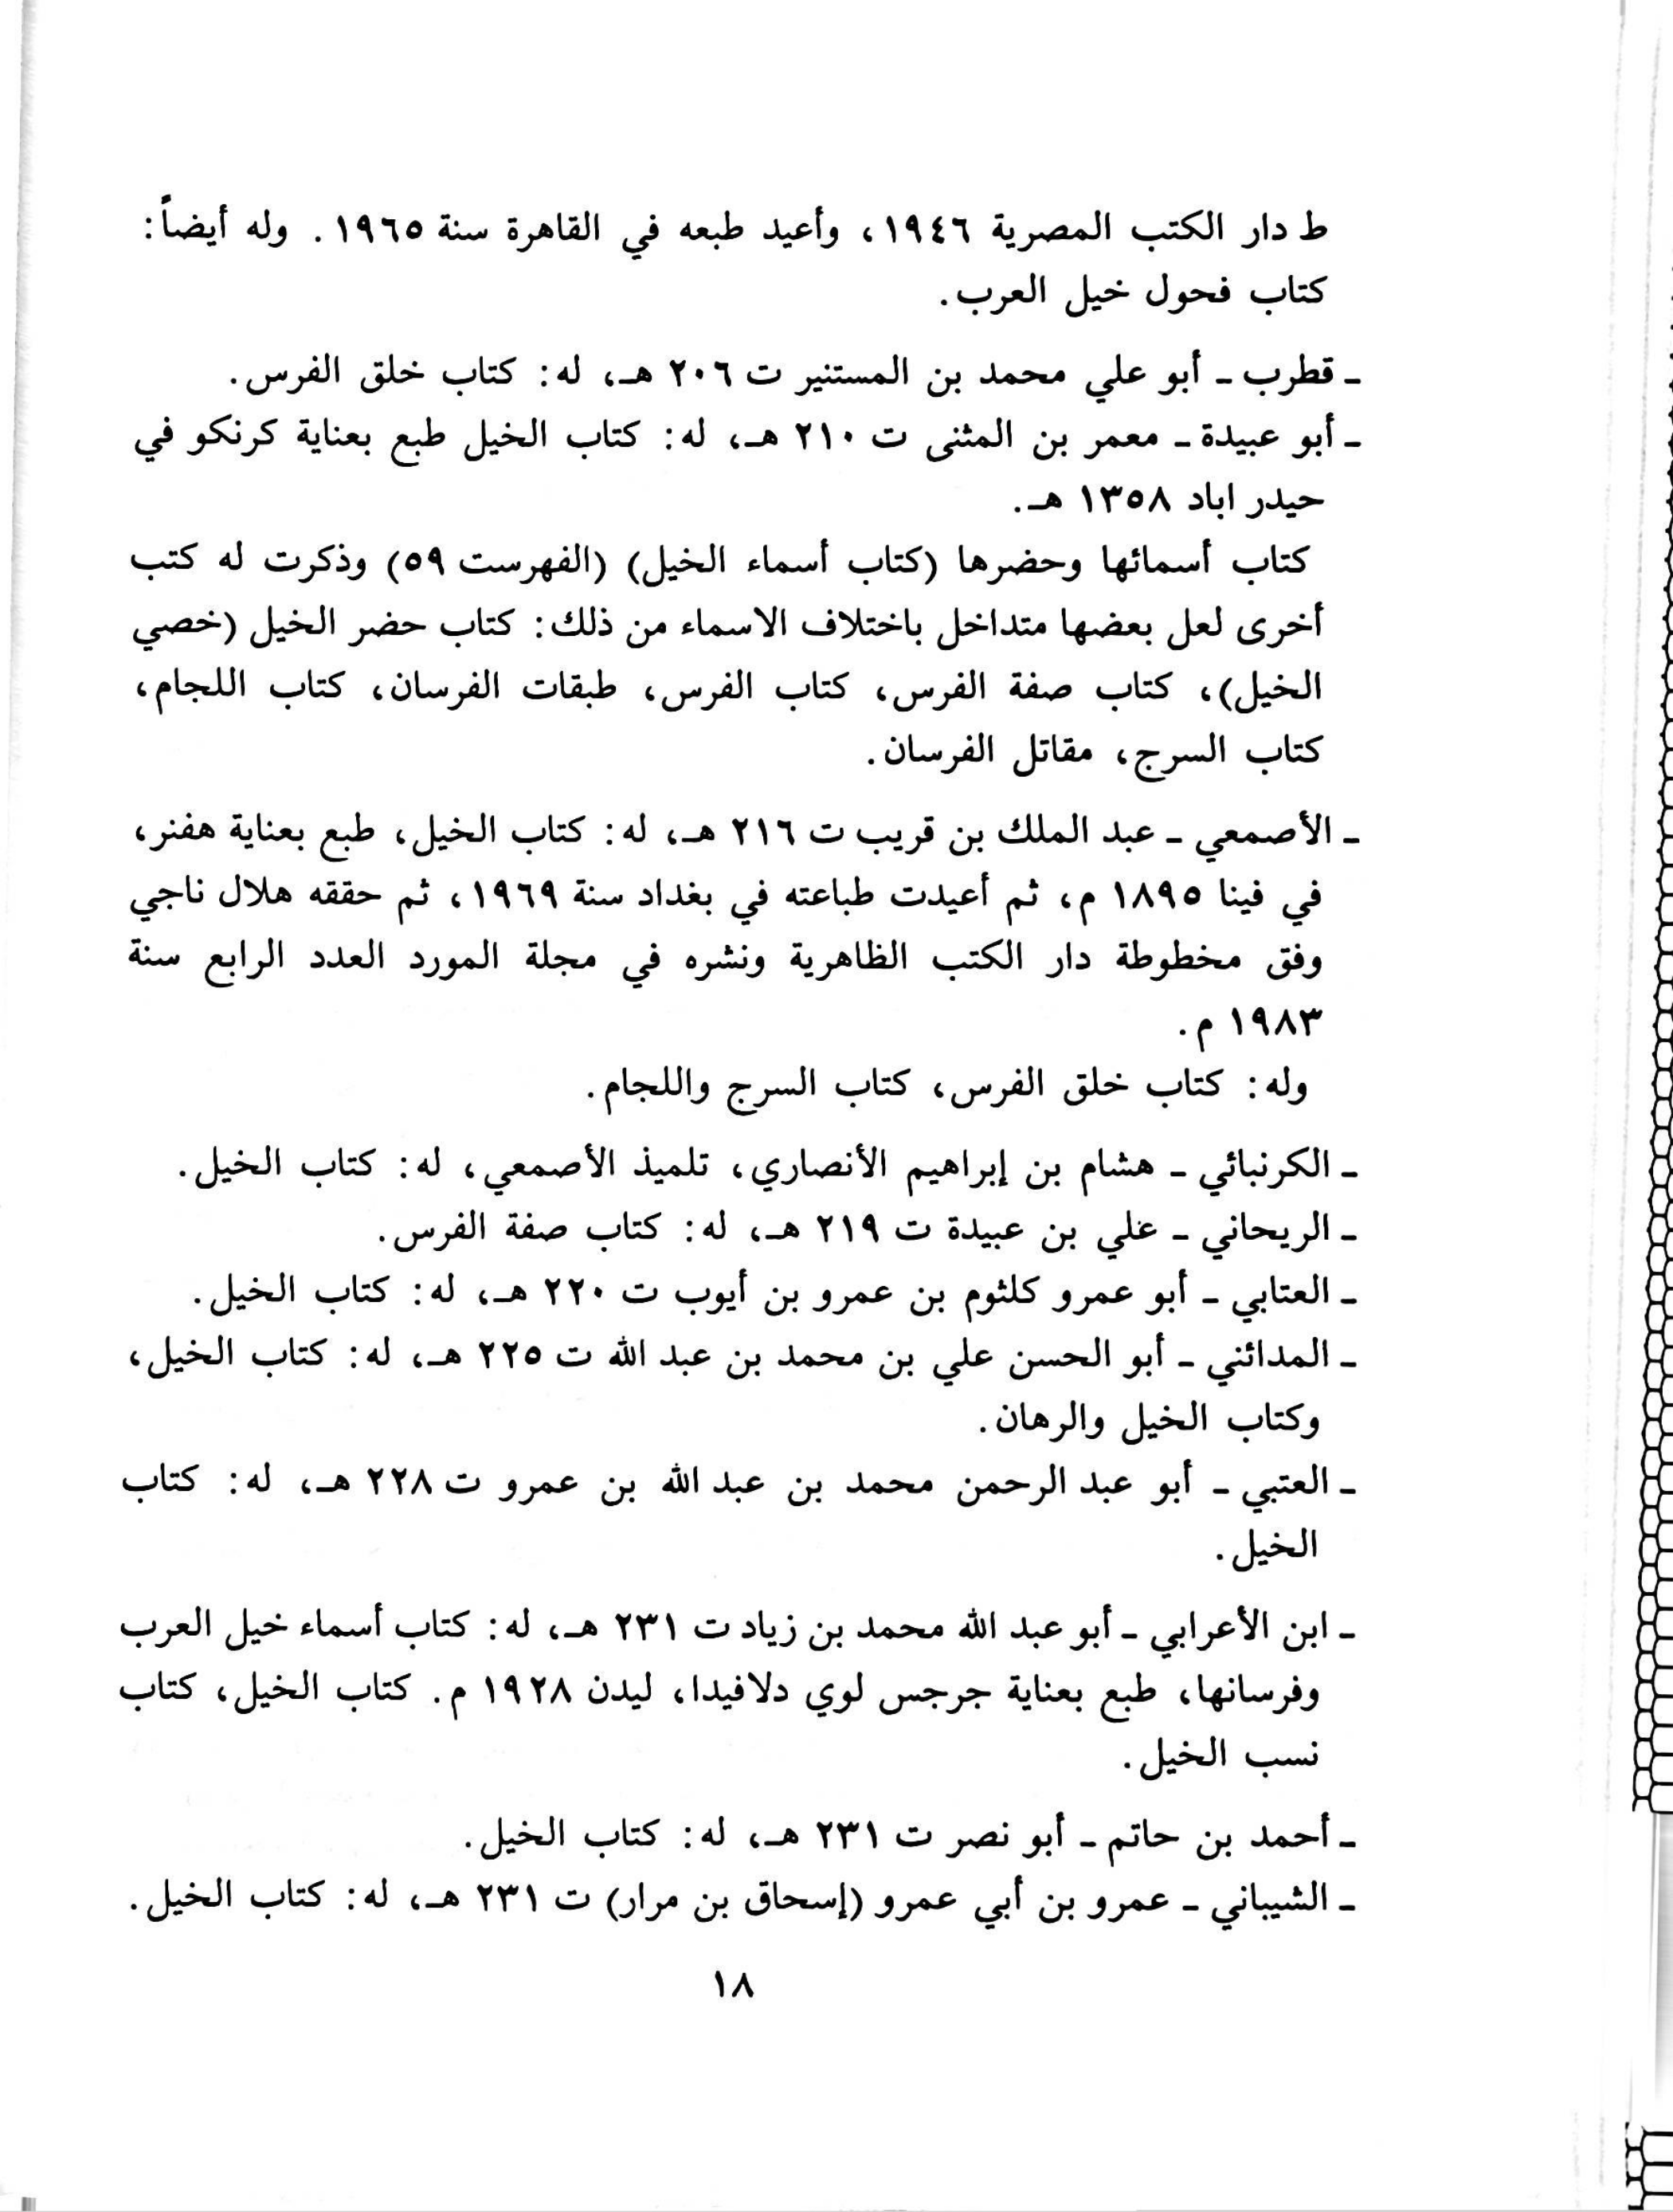 ط دار الكتب المصرية ١٩٤٦، وأعيد طبعه في القاهرة سنة ١٩٦٥. وله أيضاً:
كتاب فحول خيل العرب.
ـ قطرب ـ أبو علي محمد بن المستنير ت ٢٠٦ هـ، له: كتاب خلق الفرس.
ـ أبو عبيدة ـ معمر بن المثنى ت ٢١٠ هـ، له: كتاب الخيل طبع بعناية كرنكو في
حيدر اباد ١٣٥٨ هـ.
كتاب أسمائها وحضرها (كتاب أسماء الخيل) (الفهرست ٥٩) وذكرت له كتب
أخرى لعل بعضها متداخل باختلاف الاسماء من ذلك: كتاب حضر الخيل (خصي
الخيل)، كتاب صفة الفرس، كتاب الفرس، طبقات الفرسان، كتاب اللجام،
كتاب السرج، مقاتل الفرسان.
ـ الأصمعي ـ عبد الملك بن قريب ت ٢١٦ هـ، له: كتاب الخيل، طبع بعناية هفنر،
في فينا ١٨٩٥ م، ثم أعيدت طباعته في بغداد سنة ١٩٦٩، ثم حققه هلال ناجي
وفق مخطوطة دار الكتب الظاهرية ونشره في مجلة المورد العدد الرابع سنة
١٩٨٣ م.
وله: كتاب خلق الفرس، كتاب السرج واللجام.
ـ الكرنبائي ـ هشام بن إبراهيم الأنصاري، تلميذ الأصمعي، له: كتاب الخيل.
ـ الريحاني ـ علي بن عبيدة ت ٢١٩ هـ، له: كتاب صفة الفرس.
ـ العتابي ـ أبو عمرو كلثوم بن عمرو بن أيوب ت ٢٢٠ هـ، له: كتاب الخيل.
ـ المدائني ـ أبو الحسن علي بن محمد بن عبد الله ت ٢٢٥ هـ، له: كتاب الخيل،
وكتاب الخيل والرهان.
ـ العتبي ـ أبو عبد الرحمن محمد بن عبد الله بن عمرو ت ٢٢٨ هـ، له: كتاب
الخيل.
ـ ابن الأعرابي ـ أبو عبد الله محمد بن زياد ت ٢٣١ هـ، له: كتاب أسماء خيل العرب
وفرسانها، طبع بعناية جرجس لوي دلافيدا، ليدن ١٩٢٨ م. كتاب الخيل، كتاب
نسب الخيل.
ـ أحمد بن حاتم ـ أبو نصر ت ٢٣١ هـ، له: كتاب الخيل.
ـ الشيباني ـ عمرو بن أبي عمرو (إسحاق بن مرار) ت ٢٣١ هـ، له: كتاب الخيل.
١٨